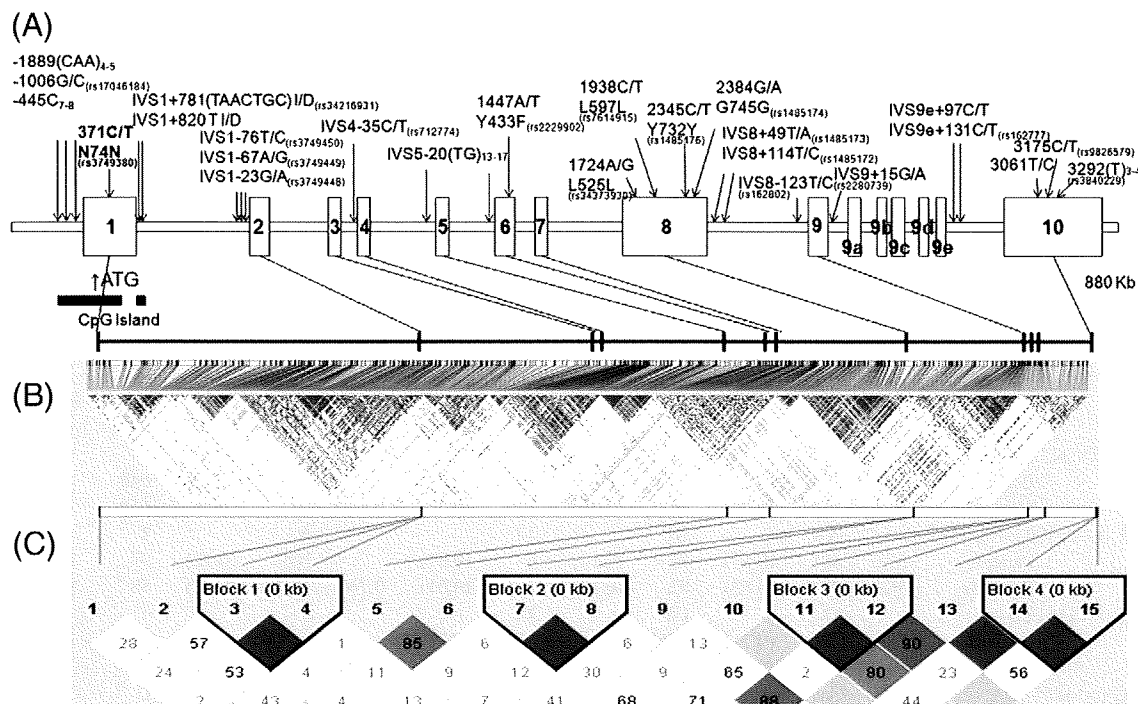 (A)
-1889(CAA)4-5
-1006G/C(rs17046184)
-445C7-8
371C/T
N74N
(rs3749380)
IVS1+781(TAACTGC) I/D(rs34216931)
IVS1+820 T I/D
IVS1-76T/C(rs3749450)
IVS1-67A/G(rs3749449)
IVS1-23G/A(rs3749448)
IVS4-35C/T(rs712774)
IVS5-20(TG)13-17
1447A/T
Y433F(rs2229902)
1938C/T
L597L
(rs7614915)
1724A/G
L525L
(rs34373930)
2345C/T
Y732Y
(rs1485176)
2384G/A
G745G(rs1485174)
IVS8+49T/A(rs1485173)
IVS8+114T/C(rs1485172)
IVS8-123T/C(rs2280739)
(rs162802)
IVS9+15G/A
IVS9e+97C/T
IVS9e+131C/T(rs162777)
3175C/T(rs9826579)
3061T/C
3292(T)3-4
(rs3840229)
1 2 3 4 5 6 7 8 9 9a 9b 9c 9d 9e 10
↑ATG
CpG Island
880 Kb
(B)
(C)
Block 1 (0 kb) Block 2 (0 kb) Block 3 (0 kb) Block 4 (0 kb)
1 2 3 4 5 6 7 8 9 10 11 12 13 14 15
28 57 1 85 6 6 13 90
24 53 4 11 9 12 30 9 65 2 80 23 56
2 43 4 13 7 41 68 71 88 44